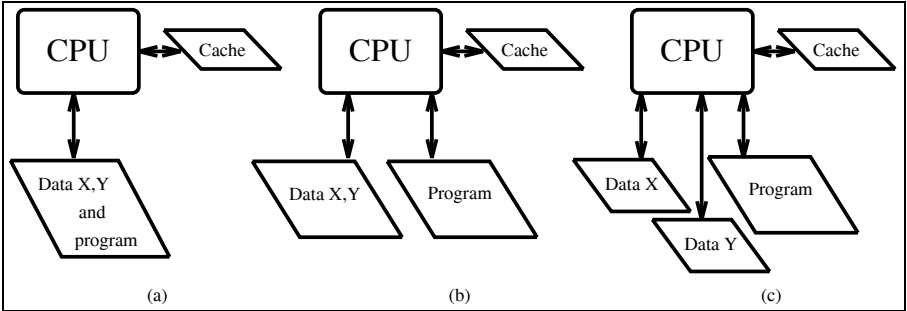 CPU
Cache
Data X,Y
and
program
(a)
CPU
Cache
Data X,Y
Program
(b)
CPU
Cache
Data X
Data Y
Program
(c)